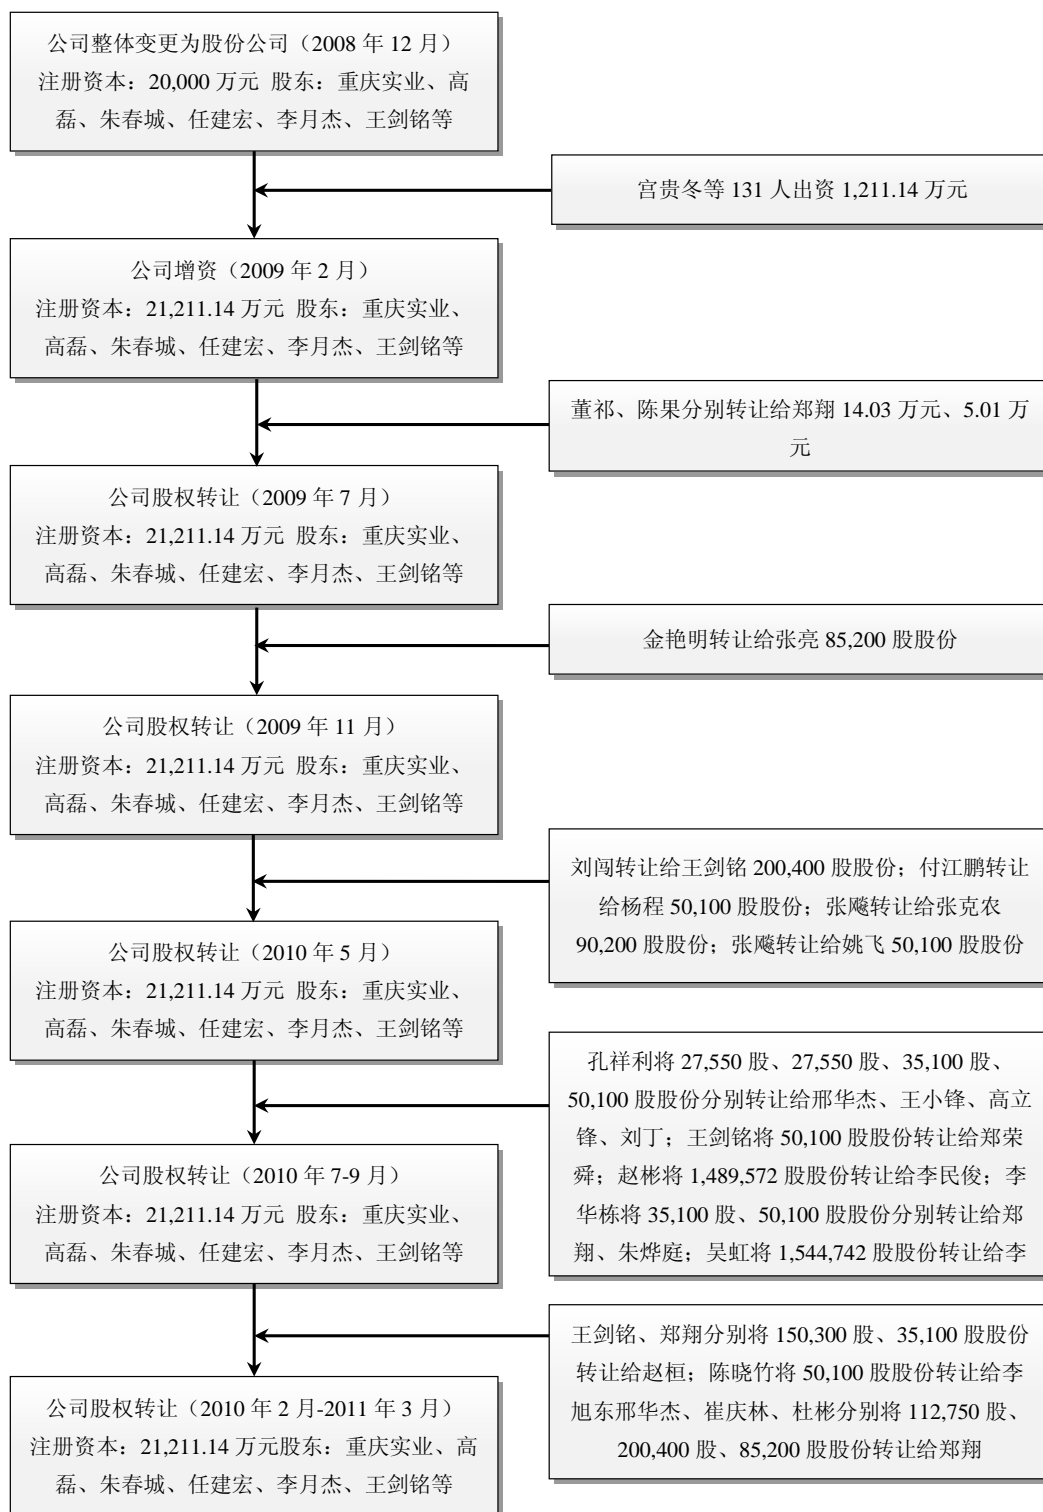 公司整体变更为股份公司（2008 年 12 月）
注册资本：20,000 万元 股东：重庆实业、高
磊、朱春城、任建宏、李月杰、王剑铭等
宫贵冬等 131 人出资 1,211.14 万元
公司增资（2009 年 2 月）
注册资本：21,211.14 万元 股东：重庆实业、
高磊、朱春城、任建宏、李月杰、王剑铭等
董祁、陈果分别转让给郑翔 14.03 万元、5.01 万
元
公司股权转让（2009 年 7 月）
注册资本：21,211.14 万元 股东：重庆实业、
高磊、朱春城、任建宏、李月杰、王剑铭等
金艳明转让给张亮 85,200 股股份
公司股权转让（2009 年 11 月）
注册资本：21,211.14 万元 股东：重庆实业、
高磊、朱春城、任建宏、李月杰、王剑铭等
刘闯转让给王剑铭 200,400 股股份；付江鹏转让
给杨程 50,100 股股份；张飚转让给张克农
90,200 股股份；张飚转让给姚飞 50,100 股股份
公司股权转让（2010 年 5 月）
注册资本：21,211.14 万元 股东：重庆实业、
高磊、朱春城、任建宏、李月杰、王剑铭等
孔祥利将 27,550 股、27,550 股、35,100 股、
50,100 股股份分别转让给邢华杰、王小锋、高立
锋、刘丁；王剑铭将 50,100 股股份转让给郑荣
舜；赵彬将 1,489,572 股股份转让给李民俊；李
华栋将 35,100 股、50,100 股股份分别转让给郑
翔、朱烨庭；吴虹将 1,544,742 股股份转让给李
公司股权转让（2010 年 7-9 月）
注册资本：21,211.14 万元 股东：重庆实业、
高磊、朱春城、任建宏、李月杰、王剑铭等
王剑铭、郑翔分别将 150,300 股、35,100 股股份
转让给赵桓；陈晓竹将 50,100 股股份转让给李
旭东邢华杰、崔庆林、杜彬分别将 112,750 股、
200,400 股、85,200 股股份转让给郑翔
公司股权转让（2010 年 2 月-2011 年 3 月）
注册资本：21,211.14 万元股东：重庆实业、高
磊、朱春城、任建宏、李月杰、王剑铭等